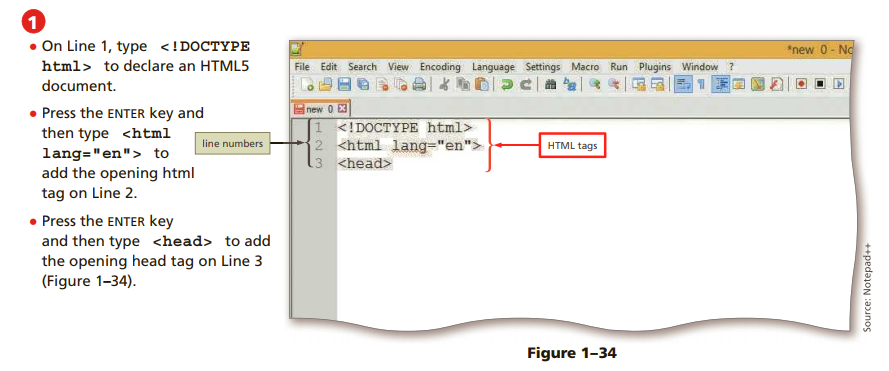 1
• On Line 1, type <!DOCTYPE
html> to declare an HTML5
document.
• Press the ENTER key and
then type <html
lang="en"> to
add the opening html
tag on Line 2.
• Press the ENTER key
and then type <head> to add
the opening head tag on Line 3
(Figure 1–34).
line numbers
*new 0 - No
File Edit Search View Encoding Language Settings Macro Run Plugins Window ?
new 0
1 <!DOCTYPE html>
2 <html lang="en">
3 <head>
HTML tags
Source: Notepad++
Figure 1–34